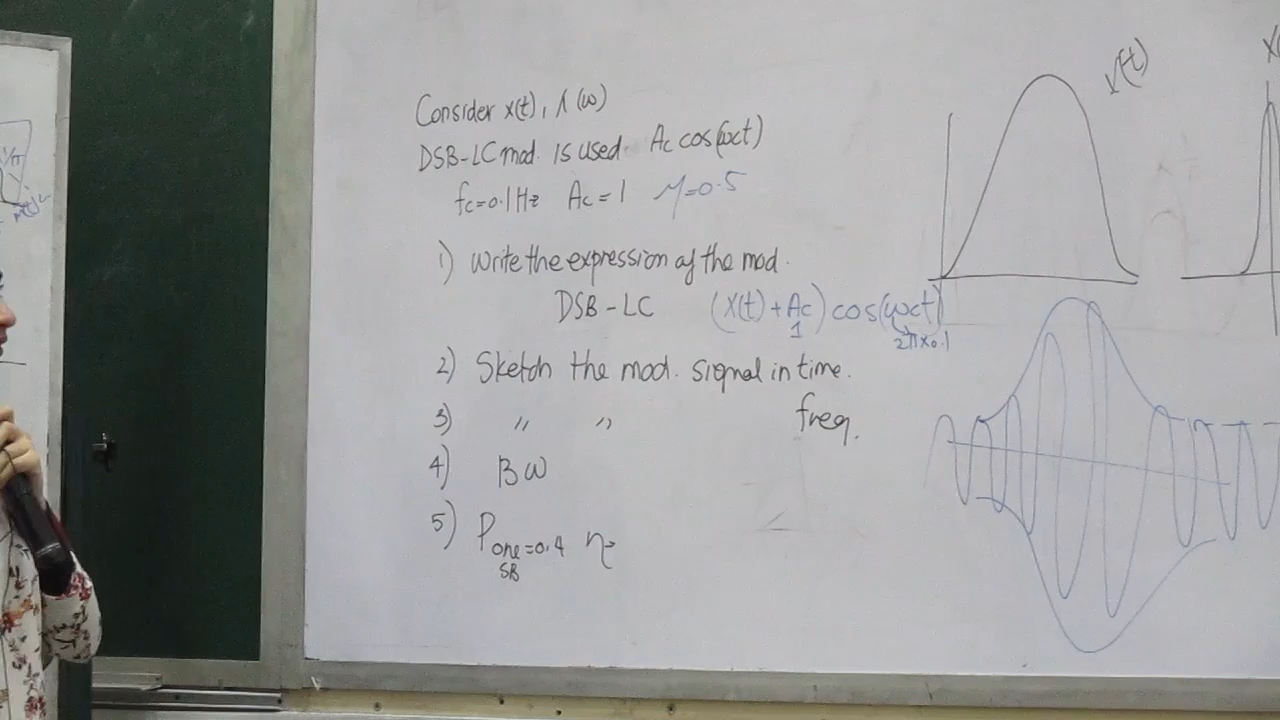 Consider x(t), X(ω)
DSB-LC mod. is used. Ac cos(ωct)
fc=0.1Hz Ac=1 μ=0.5
1) Write the expression of the mod.
DSB-LC (X(t)+Ac) cos(ωct)
1 2π×0.1
2) Sketch the mod. signal in time.
3) " " freq.
4) BW
5) Pone=0.4 η=
SB